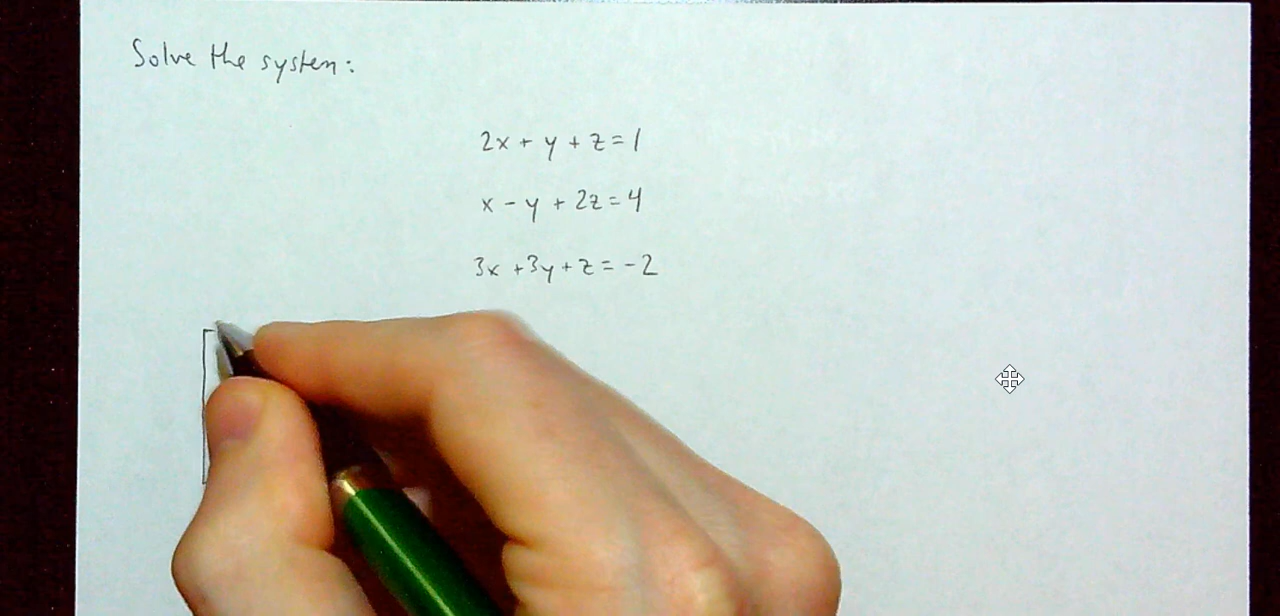 Solve the system:
2x + y + z = 1
x - y + 2z = 4
3x + 3y + z = -2